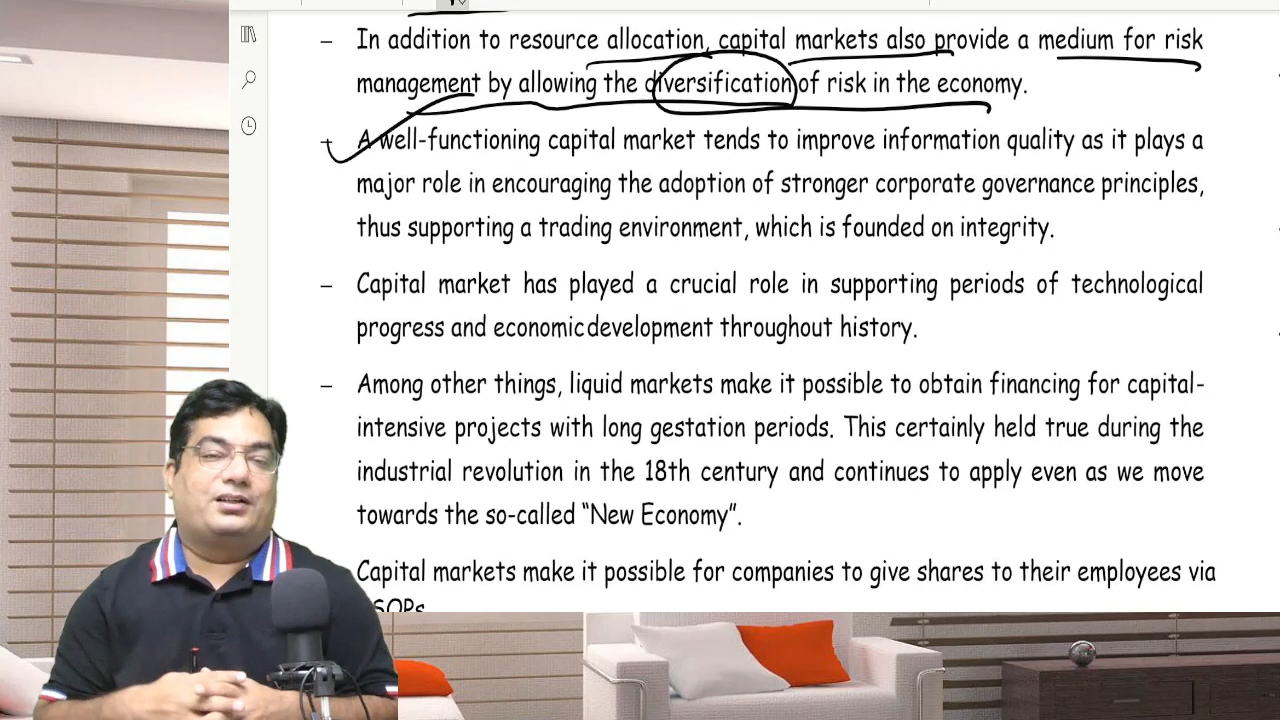 – In addition to resource allocation, capital markets also provide a medium for risk
management by allowing the diversification of risk in the economy.
– A well-functioning capital market tends to improve information quality as it plays a
major role in encouraging the adoption of stronger corporate governance principles,
thus supporting a trading environment, which is founded on integrity.
– Capital market has played a crucial role in supporting periods of technological
progress and economicdevelopment throughout history.
– Among other things, liquid markets make it possible to obtain financing for capital-
intensive projects with long gestation periods. This certainly held true during the
industrial revolution in the 18th century and continues to apply even as we move
towards the so-called “New Economy”.
Capital markets make it possible for companies to give shares to their employees via